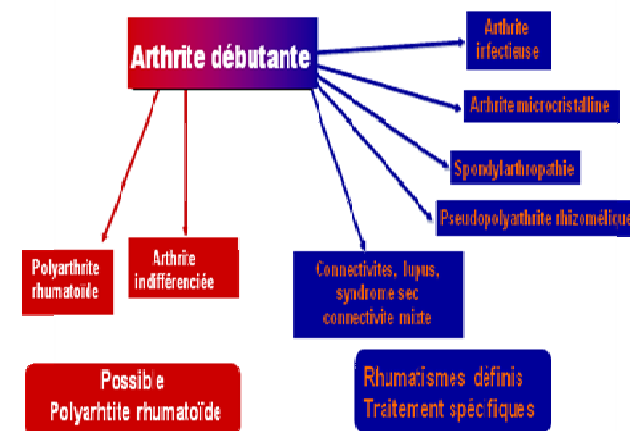 Arthrite débutante
Arthrite
infectieuse
Arthrite microcristalline
Spondylarthropathie
Pseudopolyarthrite rhizomélique
Connectivites, lupus,
syndrome sec
connectivite mixte
Polyarthrite
rhumatoïde
Arthrite
indifférenciée
Possible
Polyarhtite rhumatoïde
Rhumatismes définis
Traitement spécifiques